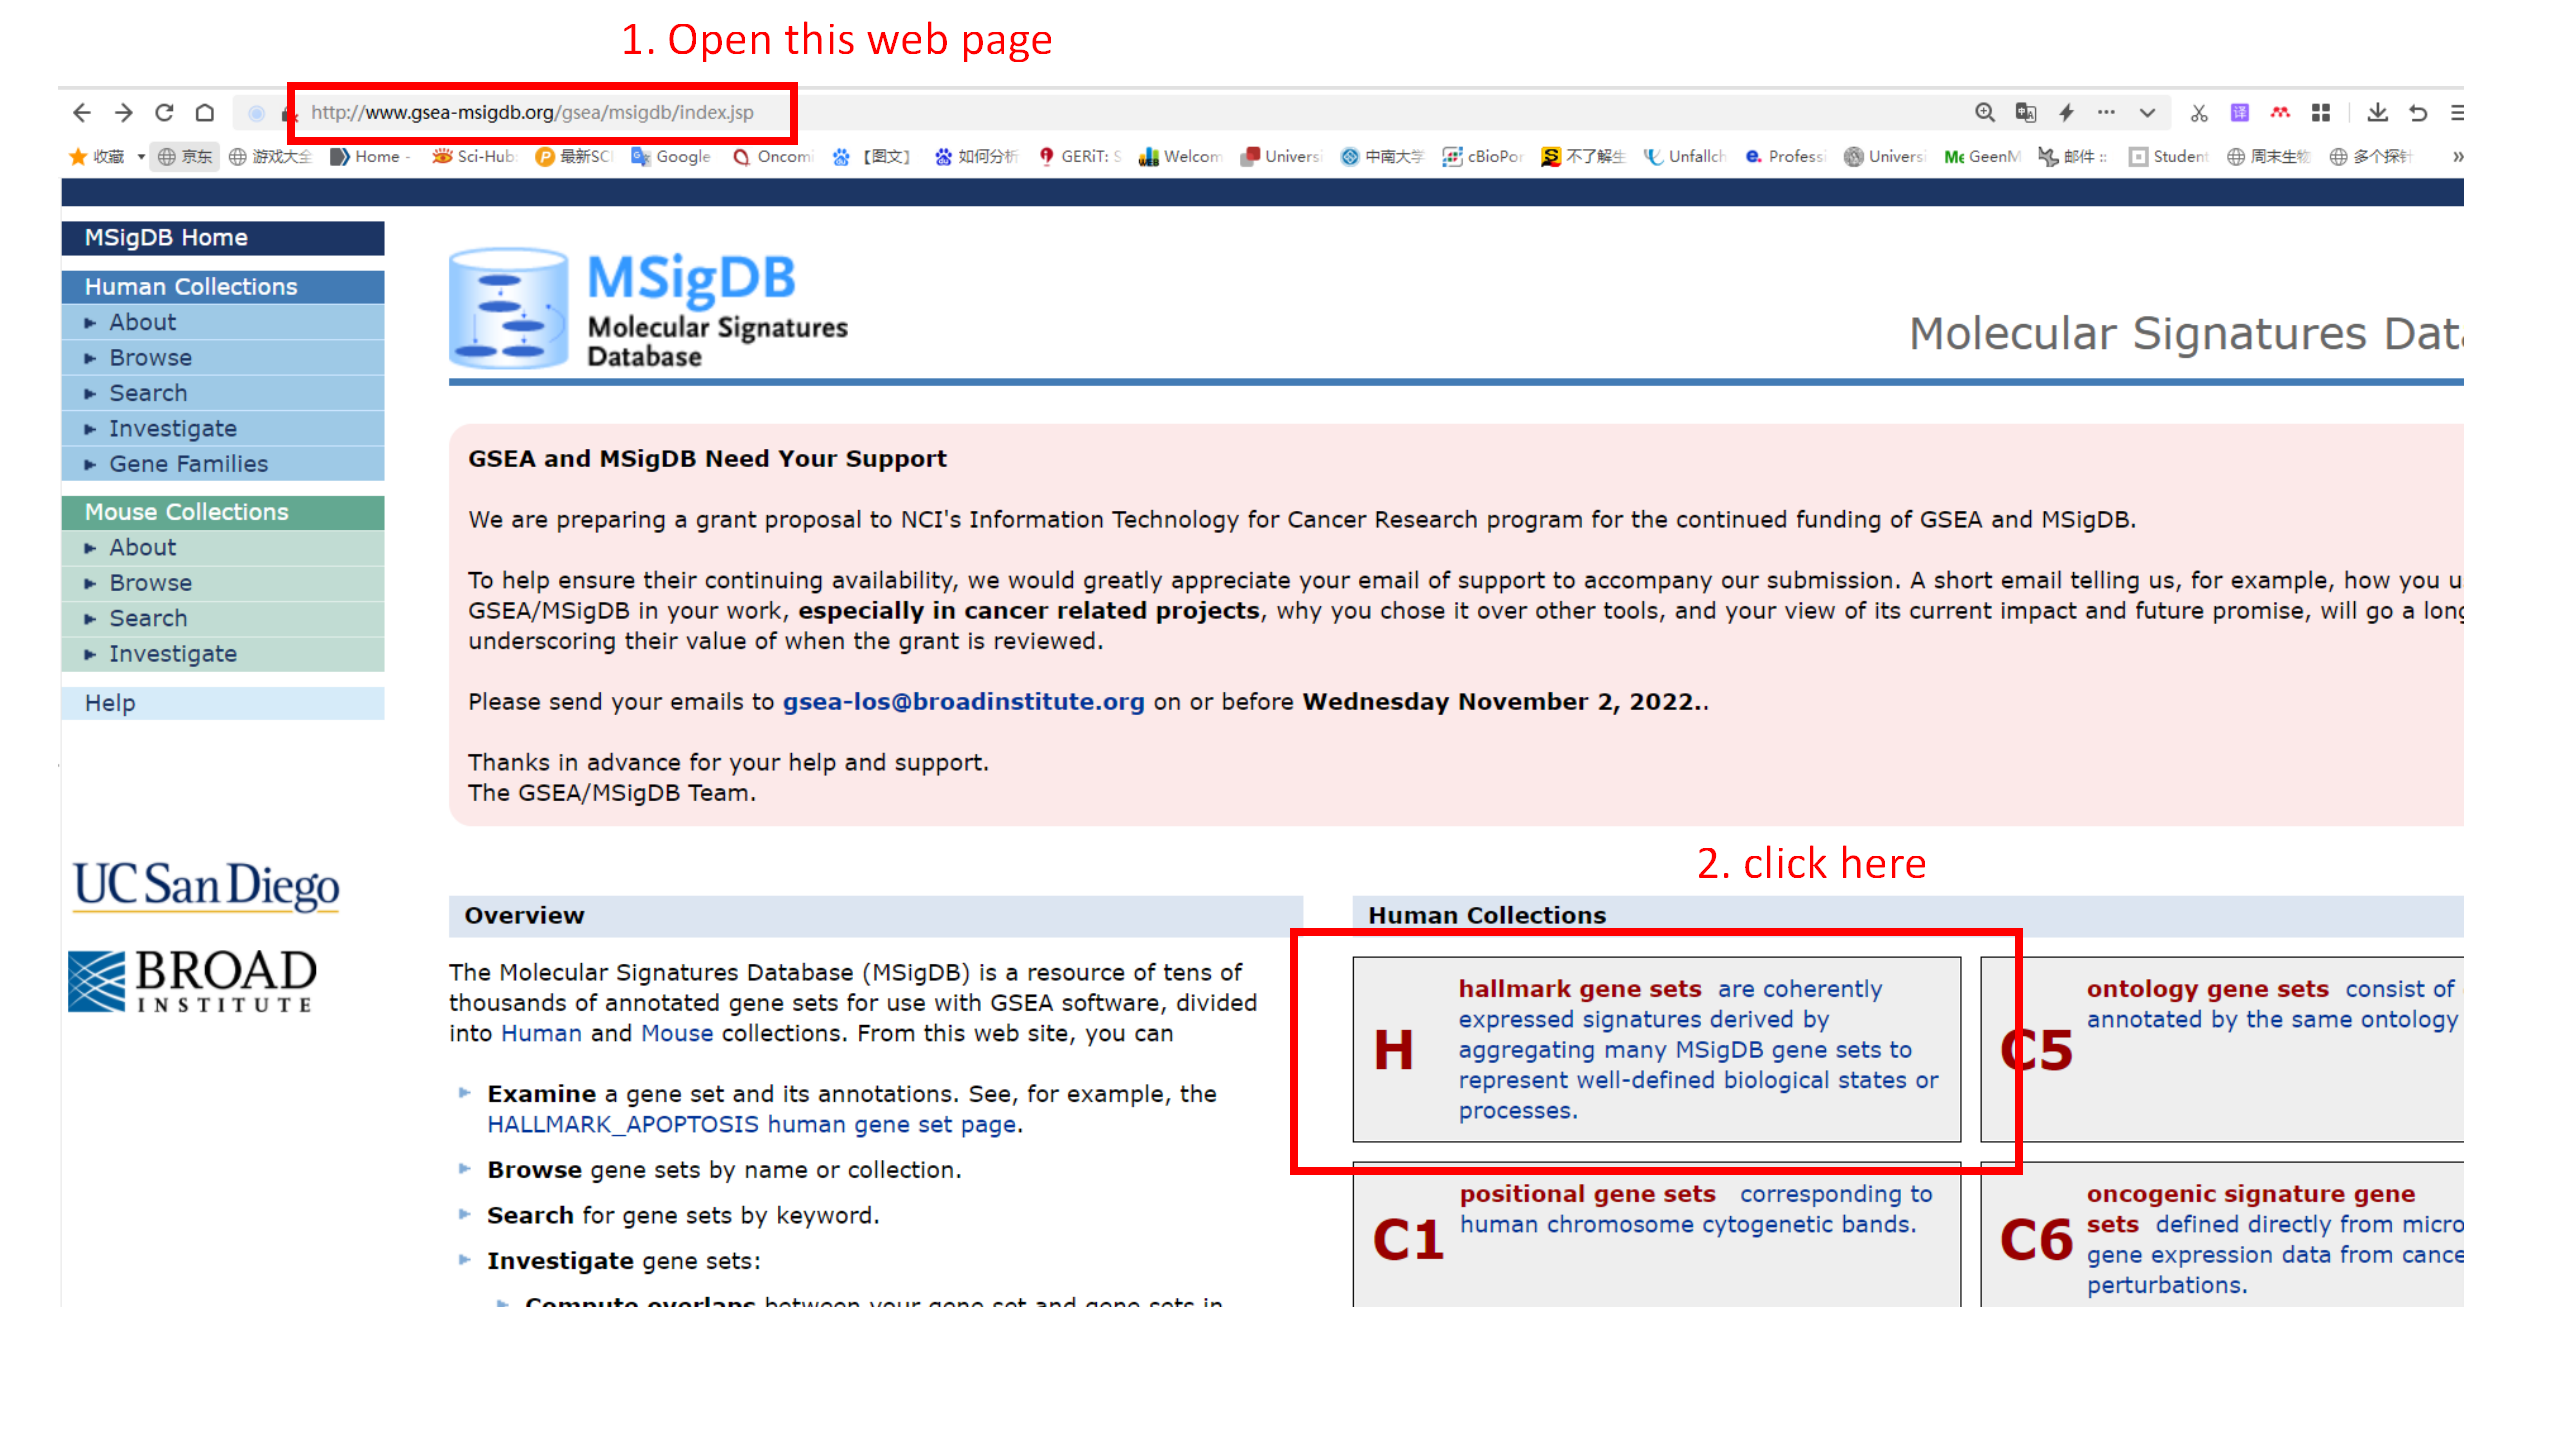 1. Open this web page
http://www.gsea-msigdb.org/gsea/msigdb/index.jsp
收藏 京东 游戏大全 Home - Sci-Hub: 最新SCI Google Oncomi 【图文】 如何分析 GERiT: S Welcom Universi 中南大学 cBioPor 不了解生 Unfallch Professi Universi GeenM 邮件 :: Student 周末生物 多个探针 »
MSigDB Home
Human Collections
About
Browse
Search
Investigate
Gene Families
Mouse Collections
About
Browse
Search
Investigate
Help
UC San Diego
BROAD
INSTITUTE
MSigDB
Molecular Signatures
Database
Molecular Signatures Dat
GSEA and MSigDB Need Your Support
We are preparing a grant proposal to NCI's Information Technology for Cancer Research program for the continued funding of GSEA and MSigDB.
To help ensure their continuing availability, we would greatly appreciate your email of support to accompany our submission. A short email telling us, for example, how you u
GSEA/MSigDB in your work, especially in cancer related projects, why you chose it over other tools, and your view of its current impact and future promise, will go a long
underscoring their value of when the grant is reviewed.
Please send your emails to gsea-los@broadinstitute.org on or before Wednesday November 2, 2022..
Thanks in advance for your help and support.
The GSEA/MSigDB Team.
Overview
The Molecular Signatures Database (MSigDB) is a resource of tens of
thousands of annotated gene sets for use with GSEA software, divided
into Human and Mouse collections. From this web site, you can
Examine a gene set and its annotations. See, for example, the
HALLMARK_APOPTOSIS human gene set page.
Browse gene sets by name or collection.
Search for gene sets by keyword.
Investigate gene sets:
Compute overlaps between your gene set and gene sets in
2. click here
Human Collections
H
hallmark gene sets are coherently
expressed signatures derived by
aggregating many MSigDB gene sets to
represent well-defined biological states or
processes.
C5
ontology gene sets consist of
annotated by the same ontology
C1
positional gene sets corresponding to
human chromosome cytogenetic bands.
C6
oncogenic signature gene
sets defined directly from micro
gene expression data from cance
perturbations.